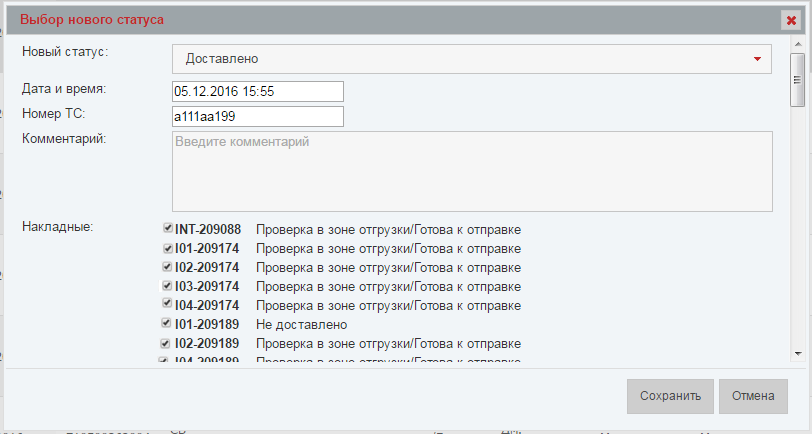 Выбор нового статуса
Новый статус: Доставлено
Дата и время: 05.12.2016 15:55
Номер ТС: а111аа199
Комментарий: Введите комментарий
Накладные:
INT-209088 Проверка в зоне отгрузки/Готова к отправке
I01-209174 Проверка в зоне отгрузки/Готова к отправке
I02-209174 Проверка в зоне отгрузки/Готова к отправке
I03-209174 Проверка в зоне отгрузки/Готова к отправке
I04-209174 Проверка в зоне отгрузки/Готова к отправке
I01-209189 Не доставлено
I02-209189 Проверка в зоне отгрузки/Готова к отправке
I04-209189 Проверка в зоне отгрузки/Готова к отправке
Сохранить Отмена